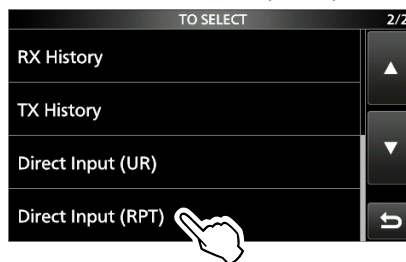 TO SELECT 2/2
RX History
TX History
Direct Input (UR)
Direct Input (RPT)